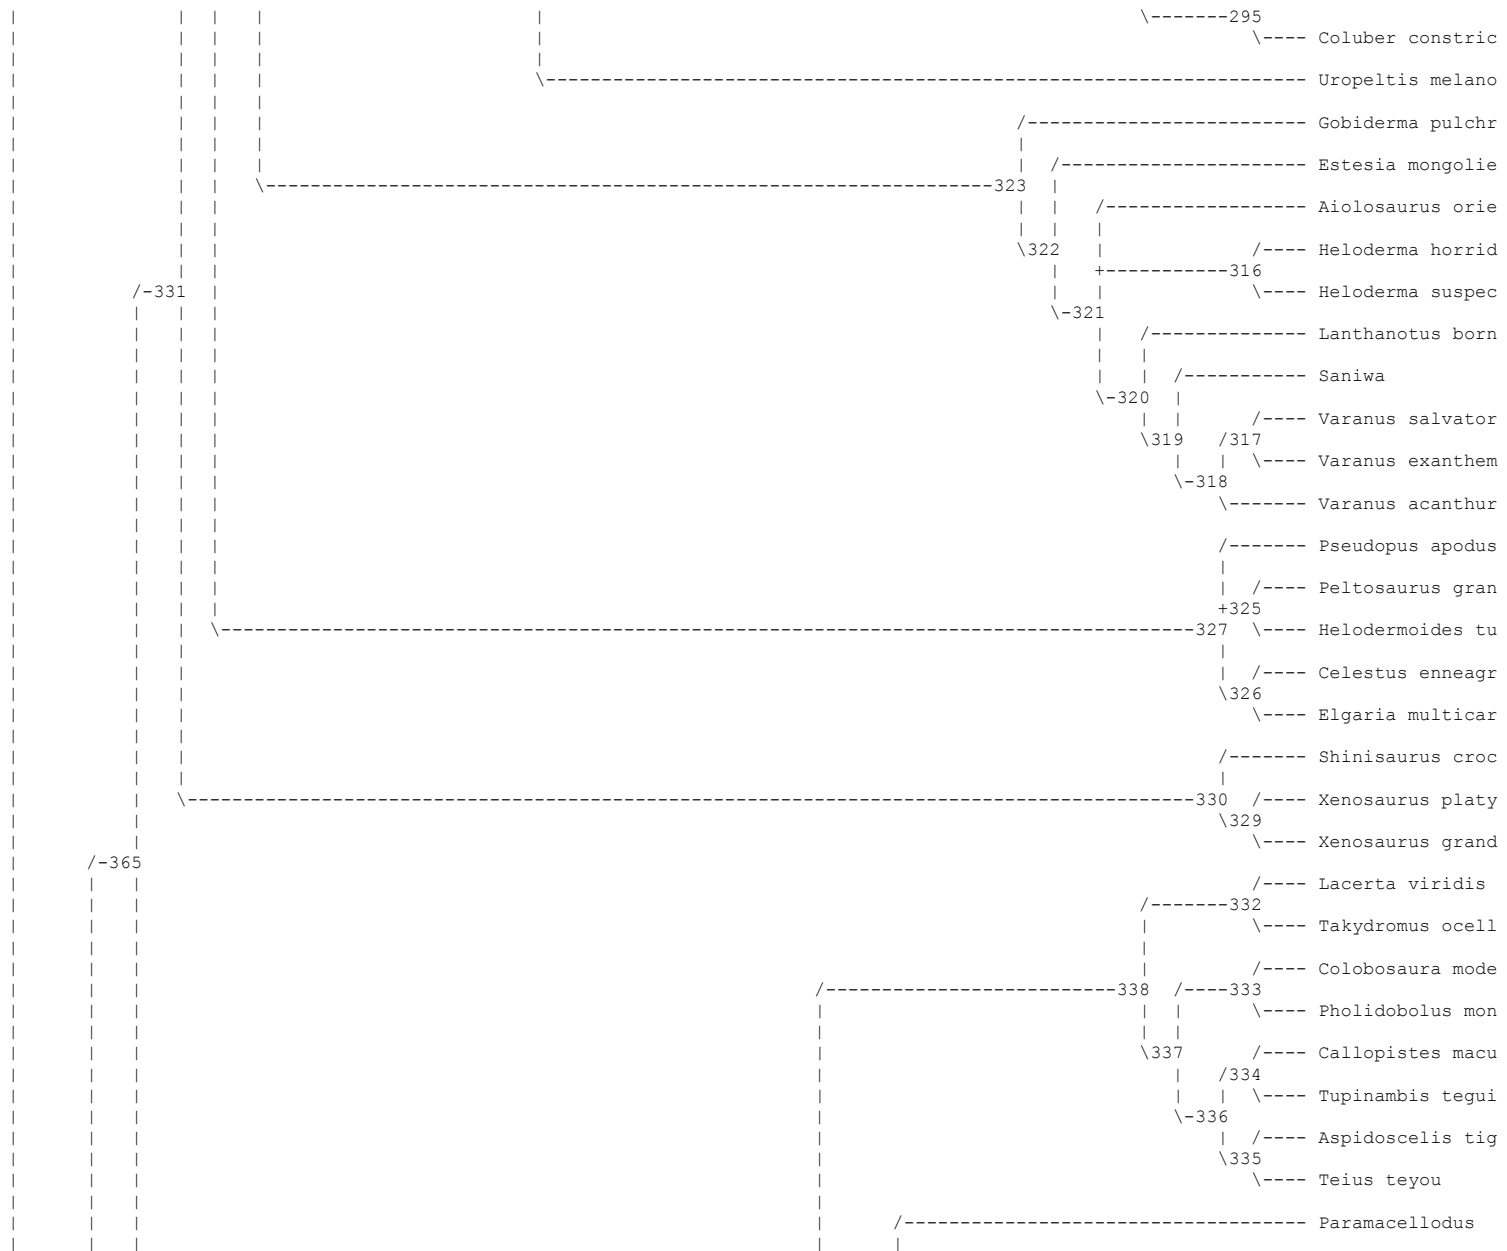 \-------295
\---- Coluber constric
\-------------------------------------------------------------------- Uropeltis melano
/------------------------- Gobiderma pulchr
/---------------------- Estesia mongolie
\-----------------------------------------------------------------323
/------------------ Aiolosaurus orie
\322 /---- Heloderma horrid
+-----------316
/-331 \---- Heloderma suspec
\-321
/-------------- Lanthanotus born
/----------- Saniwa
\-320
/---- Varanus salvator
\319 /317
\---- Varanus exanthem
\-318
\------- Varanus acanthur
/------- Pseudopus apodus
/---- Peltosaurus gran
+325
\---------------------------------------------------------------------------------------327 \---- Helodermoides tu
/---- Celestus enneagr
\326
\---- Elgaria multicar
/------- Shinisaurus croc
\------------------------------------------------------------------------------------------330 /---- Xenosaurus platy
\329
\---- Xenosaurus grand
/-365
/---- Lacerta viridis
/-------332
\---- Takydromus ocell
/---- Colobosaura mode
/--------------------------338 /----333
\---- Pholidobolus mon
\337 /---- Callopistes macu
/334
\---- Tupinambis tegui
\-336
/---- Aspidoscelis tig
\335
\---- Teius teyou
/------------------------------------ Paramacellodus